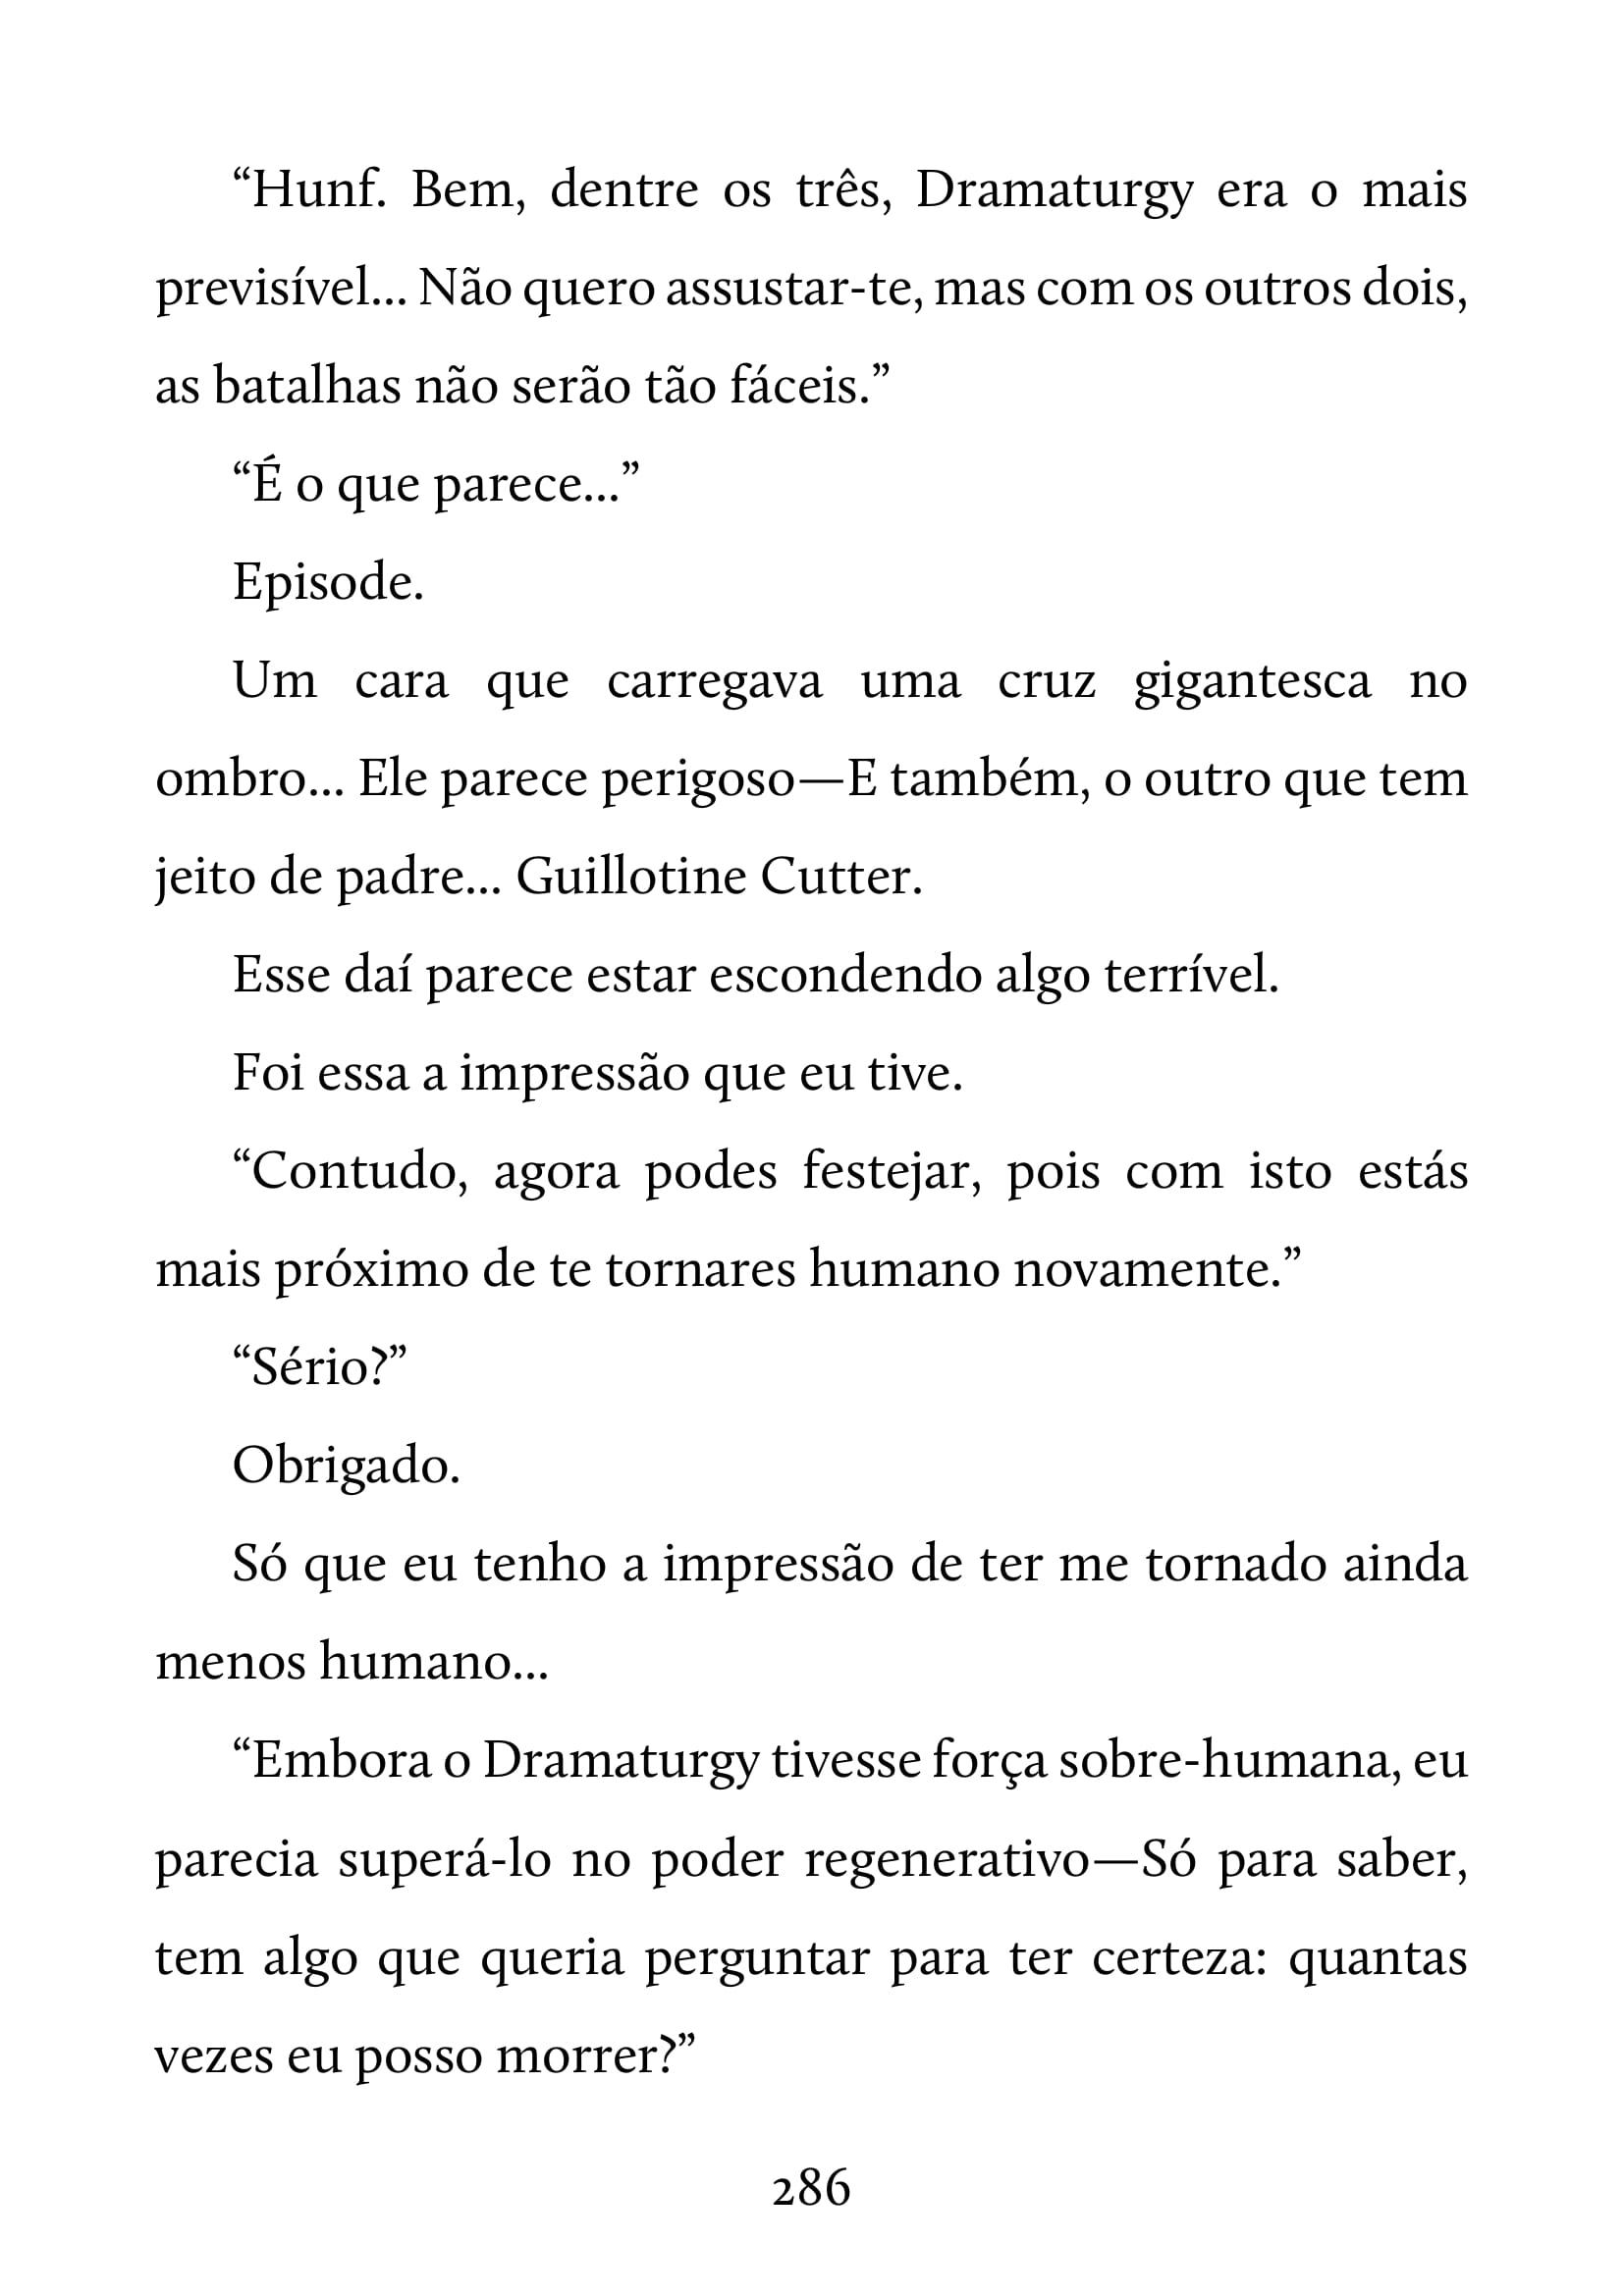 “Hunf. Bem, dentre os três, Dramaturgy era o mais
previsível... Não quero assustar-te, mas com os outros dois,
as batalhas não serão tão fáceis.”
“É o que parece...”
Episode.
Um cara que carregava uma cruz gigantesca no
ombro... Ele parece perigoso—E também, o outro que tem
jeito de padre... Guillotine Cutter.
Esse daí parece estar escondendo algo terrível.
Foi essa a impressão que eu tive.
“Contudo, agora podes festejar, pois com isto estás
mais próximo de te tornares humano novamente.”
“Sério?”
Obrigado.
Só que eu tenho a impressão de ter me tornado ainda
menos humano...
“Embora o Dramaturgy tivesse força sobre-humana, eu
parecia superá-lo no poder regenerativo—Só para saber,
tem algo que queria perguntar para ter certeza: quantas
vezes eu posso morrer?”
286